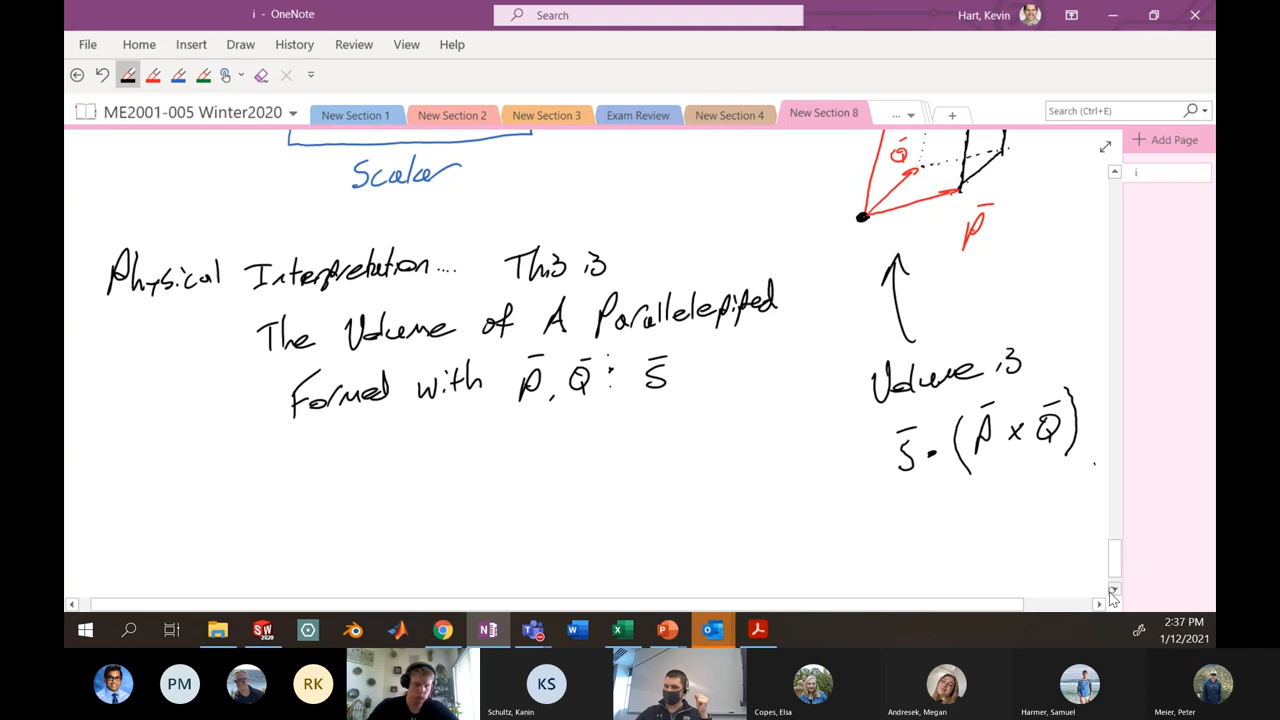 i - OneNote
Search
Hart, Kevin
File Home Insert Draw History Review View Help
ME2001-005 Winter2020
New Section 1
New Section 2
New Section 3
Exam Review
New Section 4
New Section 8
...
Search (Ctrl+E)
Add Page
i
Scalar
Q̄
P̄
Physical Interpretation.... This is
The Volume of A Parallelepiped
Formed with P̄, Q̄ : S̄
Volume is
S̄ • (P̄ x Q̄)
SW
2020
2:37 PM
1/12/2021
PM
RK
KS
Schultz, Kanin
Copes, Elsa
Andresek, Megan
Harmer, Samuel
Meier, Peter